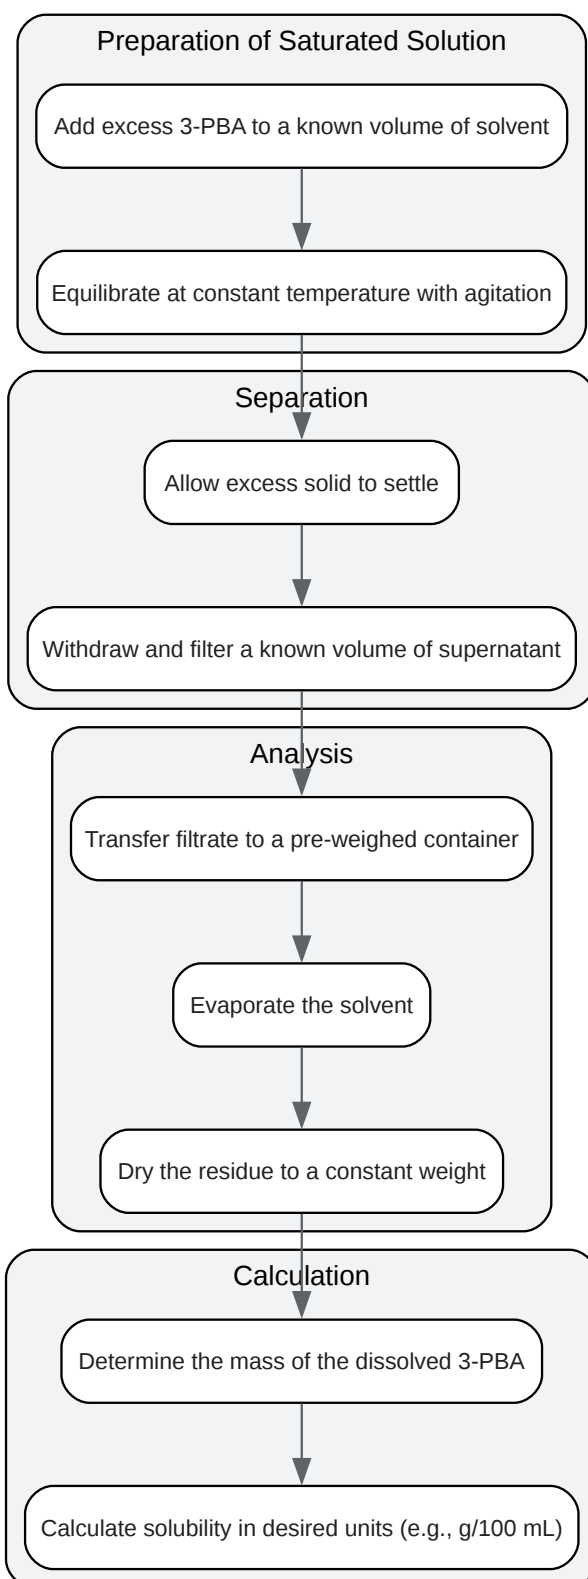 Preparation of Saturated Solution
Add excess 3-PBA to a known volume of solvent
Equilibrate at constant temperature with agitation
Separation
Allow excess solid to settle
Withdraw and filter a known volume of supernatant
Analysis
Transfer filtrate to a pre-weighed container
Evaporate the solvent
Dry the residue to a constant weight
Calculation
Determine the mass of the dissolved 3-PBA
Calculate solubility in desired units (e.g., g/100 mL)